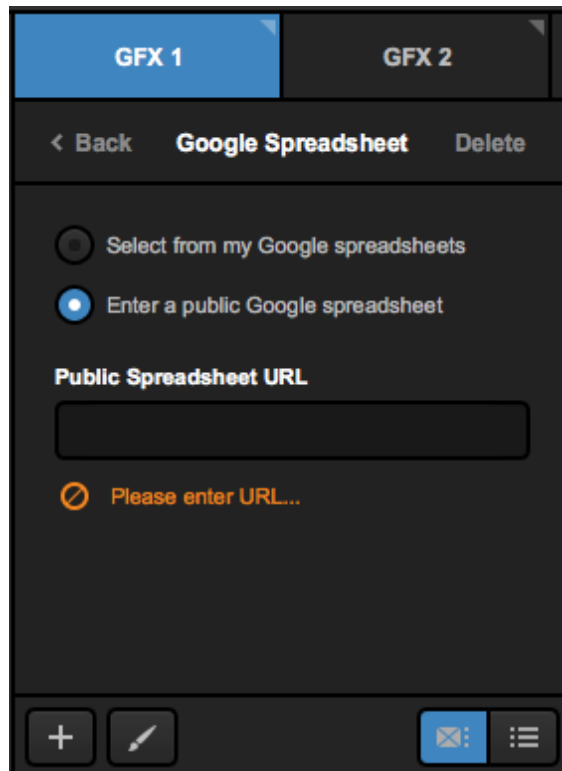 GFX 1
GFX 2
< Back Google Spreadsheet Delete
Select from my Google spreadsheets
Enter a public Google spreadsheet
Public Spreadsheet URL
Please enter URL...